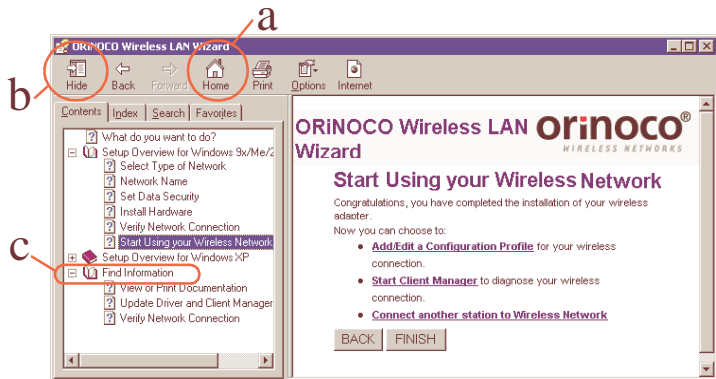 a
b
c
ORiNOCO Wireless LAN Wizard
Hide Back Forward Home Print Options Internet
Contents Index Search Favorites
What do you want to do?
Setup Overview for Windows 9x/Me/2
Select Type of Network
Network Name
Set Data Security
Install Hardware
Verify Network Connection
Start Using your Wireless Network
Setup Overview for Windows XP
Find Information
View or Print Documentation
Update Driver and Client Manager
Verify Network Connection
ORiNOCO Wireless LAN
Wizard
orinoco®
WIRELESS NETWORKS
Start Using your Wireless Network
Congratulations, you have completed the installation of your wireless
adapter.
Now you can choose to:
Add/Edit a Configuration Profile for your wireless
connection.
Start Client Manager to diagnose your wireless
connection.
Connect another station to Wireless Network
BACK FINISH